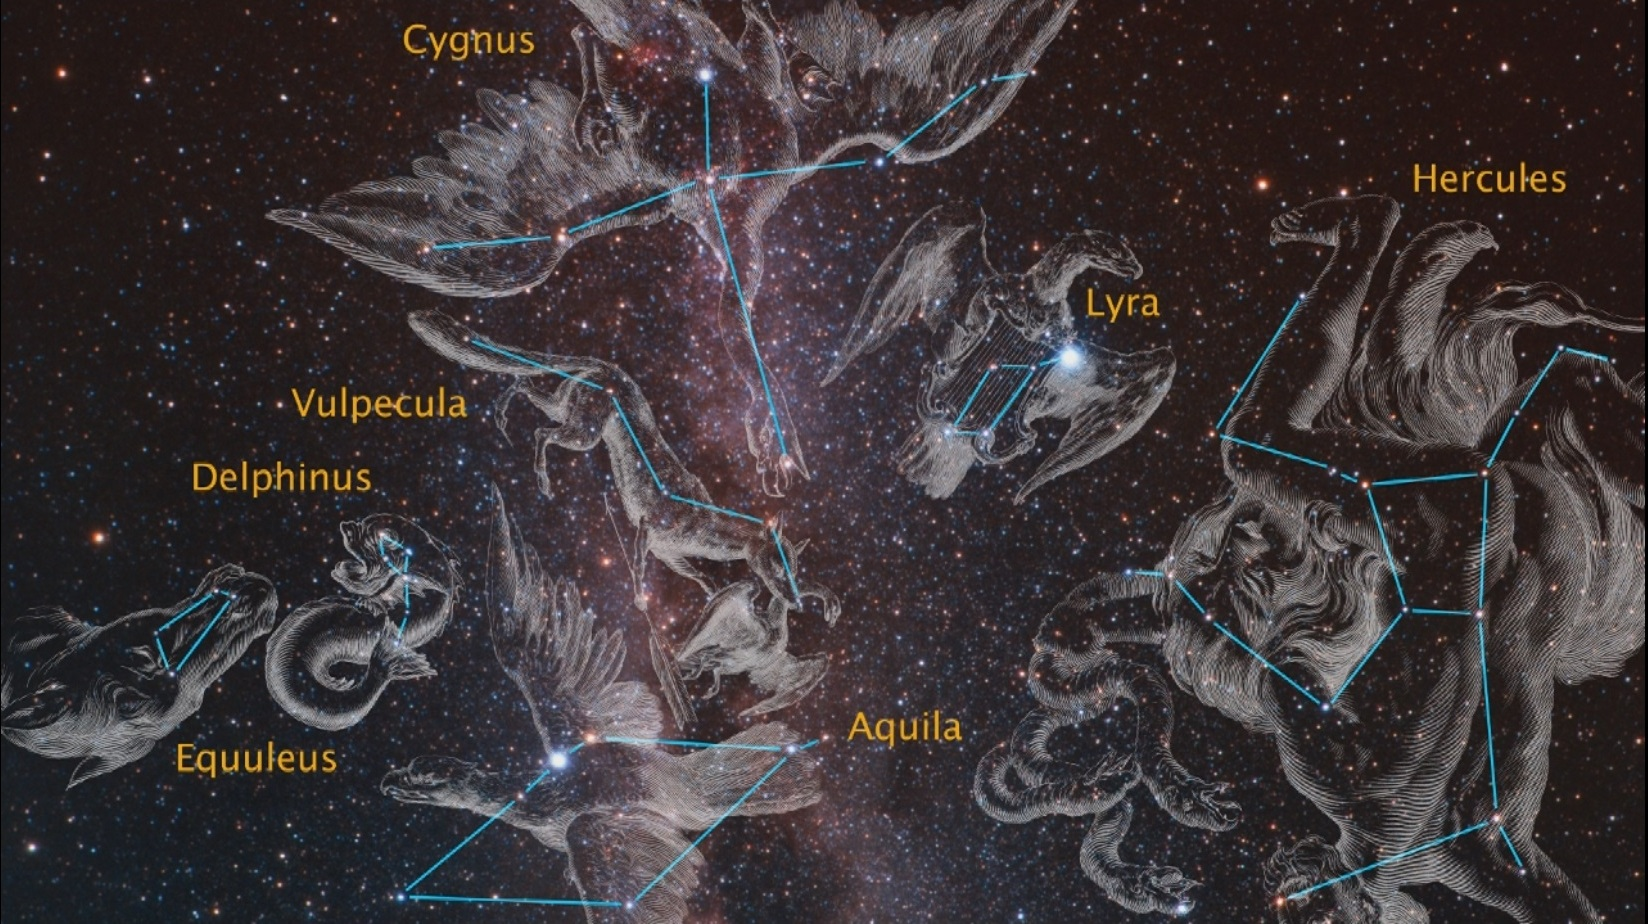 Cygnus
Hercules
Lyra
Vulpecula
Delphinus
Aquila
Equuleus